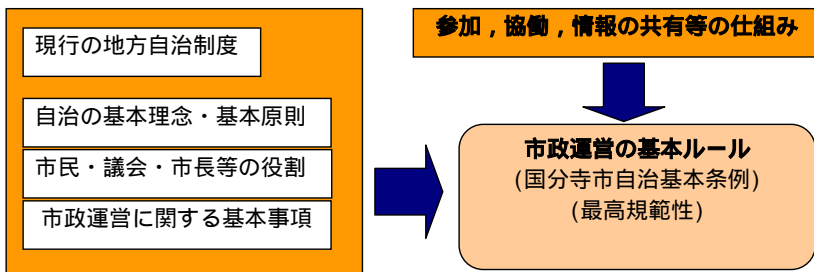 現行の地方自治制度
自治の基本理念・基本原則
市民・議会・市長等の役割
市政運営に関する基本事項
参加，協働，情報の共有等の仕組み
市政運営の基本ルール
(国分寺市自治基本条例)
(最高規範性)